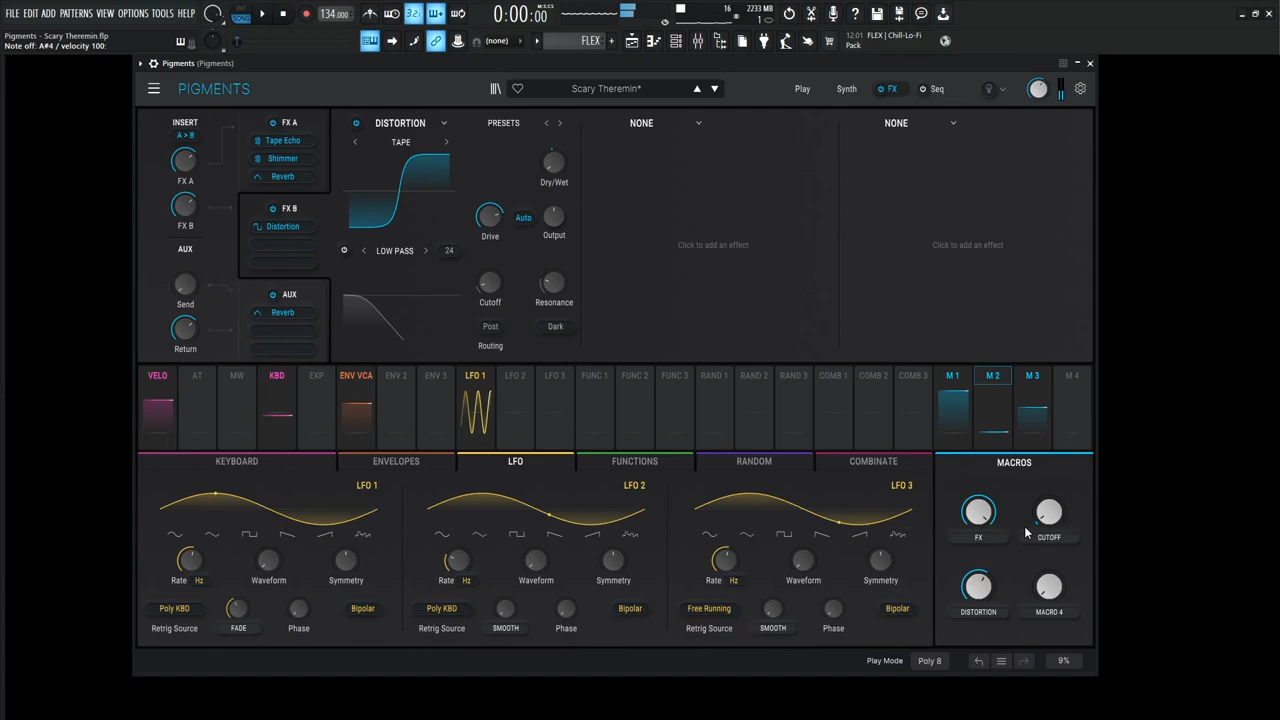 FILE EDIT ADD PATTERNS VIEW OPTIONS TOOLS HELP
PAT
SONG
134.000
3.2.
0:00:00
M:S:CS
16
2233 MB
1
Pigments - Scary Theremin.flp
Note off: A#4 / velocity 100:
(none)
FLEX
12.01 FLEX | Chill-Lo-Fi
Pack
Pigments (Pigments)
PIGMENTS
Scary Theremin*
Play
Synth
FX
Seq
INSERT
A > B
FX A
FX B
AUX
Send
Return
FX A
Tape Echo
Shimmer
Reverb
FX B
Distortion
AUX
Reverb
DISTORTION
PRESETS
TAPE
Dry/Wet
Drive
Auto
Output
LOW PASS
24
Cutoff
Resonance
Post
Dark
Routing
NONE
Click to add an effect
NONE
Click to add an effect
VELO AT MW KBD EXP ENV VCA ENV 2 ENV 3 LFO 1 LFO 2 LFO 3 FUNC 1 FUNC 2 FUNC 3 RAND 1 RAND 2 RAND 3 COMB 1 COMB 2 COMB 3 M 1 M 2 M 3 M 4
KEYBOARD ENVELOPES LFO FUNCTIONS RANDOM COMBINATE MACROS
LFO 1
Rate Hz Waveform Symmetry
Poly KBD Bipolar
Retrig Source FADE Phase
LFO 2
Rate Hz Waveform Symmetry
Poly KBD Bipolar
Retrig Source SMOOTH Phase
LFO 3
Rate Hz Waveform Symmetry
Free Running Bipolar
Retrig Source SMOOTH Phase
FX CUTOFF
DISTORTION MACRO 4
Play Mode Poly 8 9%